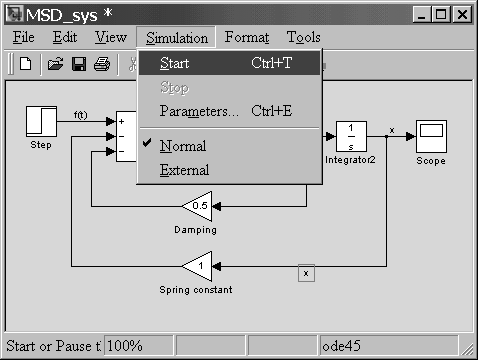 MSD_sys *
File Edit View Simulation Format Tools
Start Ctrl+T
Stop
Parameters... Ctrl+E
Normal
External
f(t)
+
−
−
Step
1
s
Integrator2
x
Scope
0.5
Damping
1
Spring constant
x
Start or Pause t 100% ode45